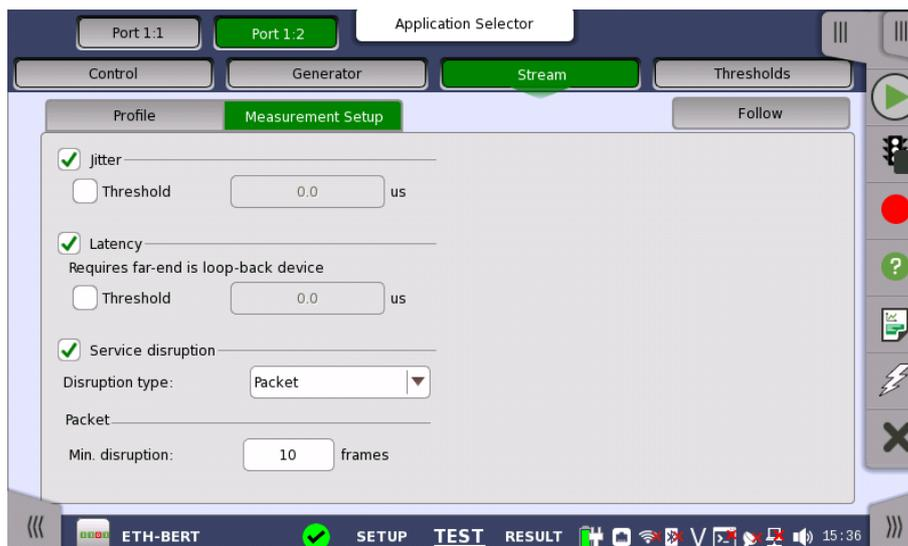 Application Selector
Port 1:1
Port 1:2
Control
Generator
Stream
Thresholds
Profile
Measurement Setup
Follow
Jitter
Threshold 0.0 us
Latency
Requires far-end is loop-back device
Threshold 0.0 us
Service disruption
Disruption type: Packet
Packet
Min. disruption: 10 frames
ETH-BERT SETUP TEST RESULT V 15:36